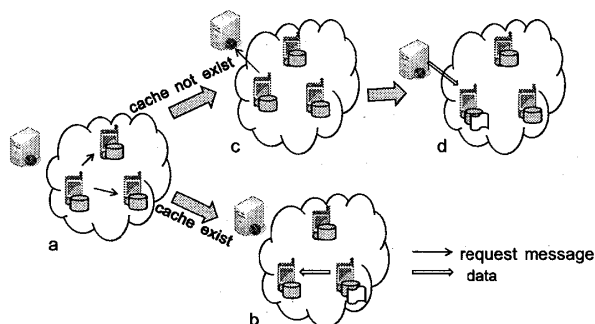 cache not exist
c
d
a
cache exist
b
request message
data